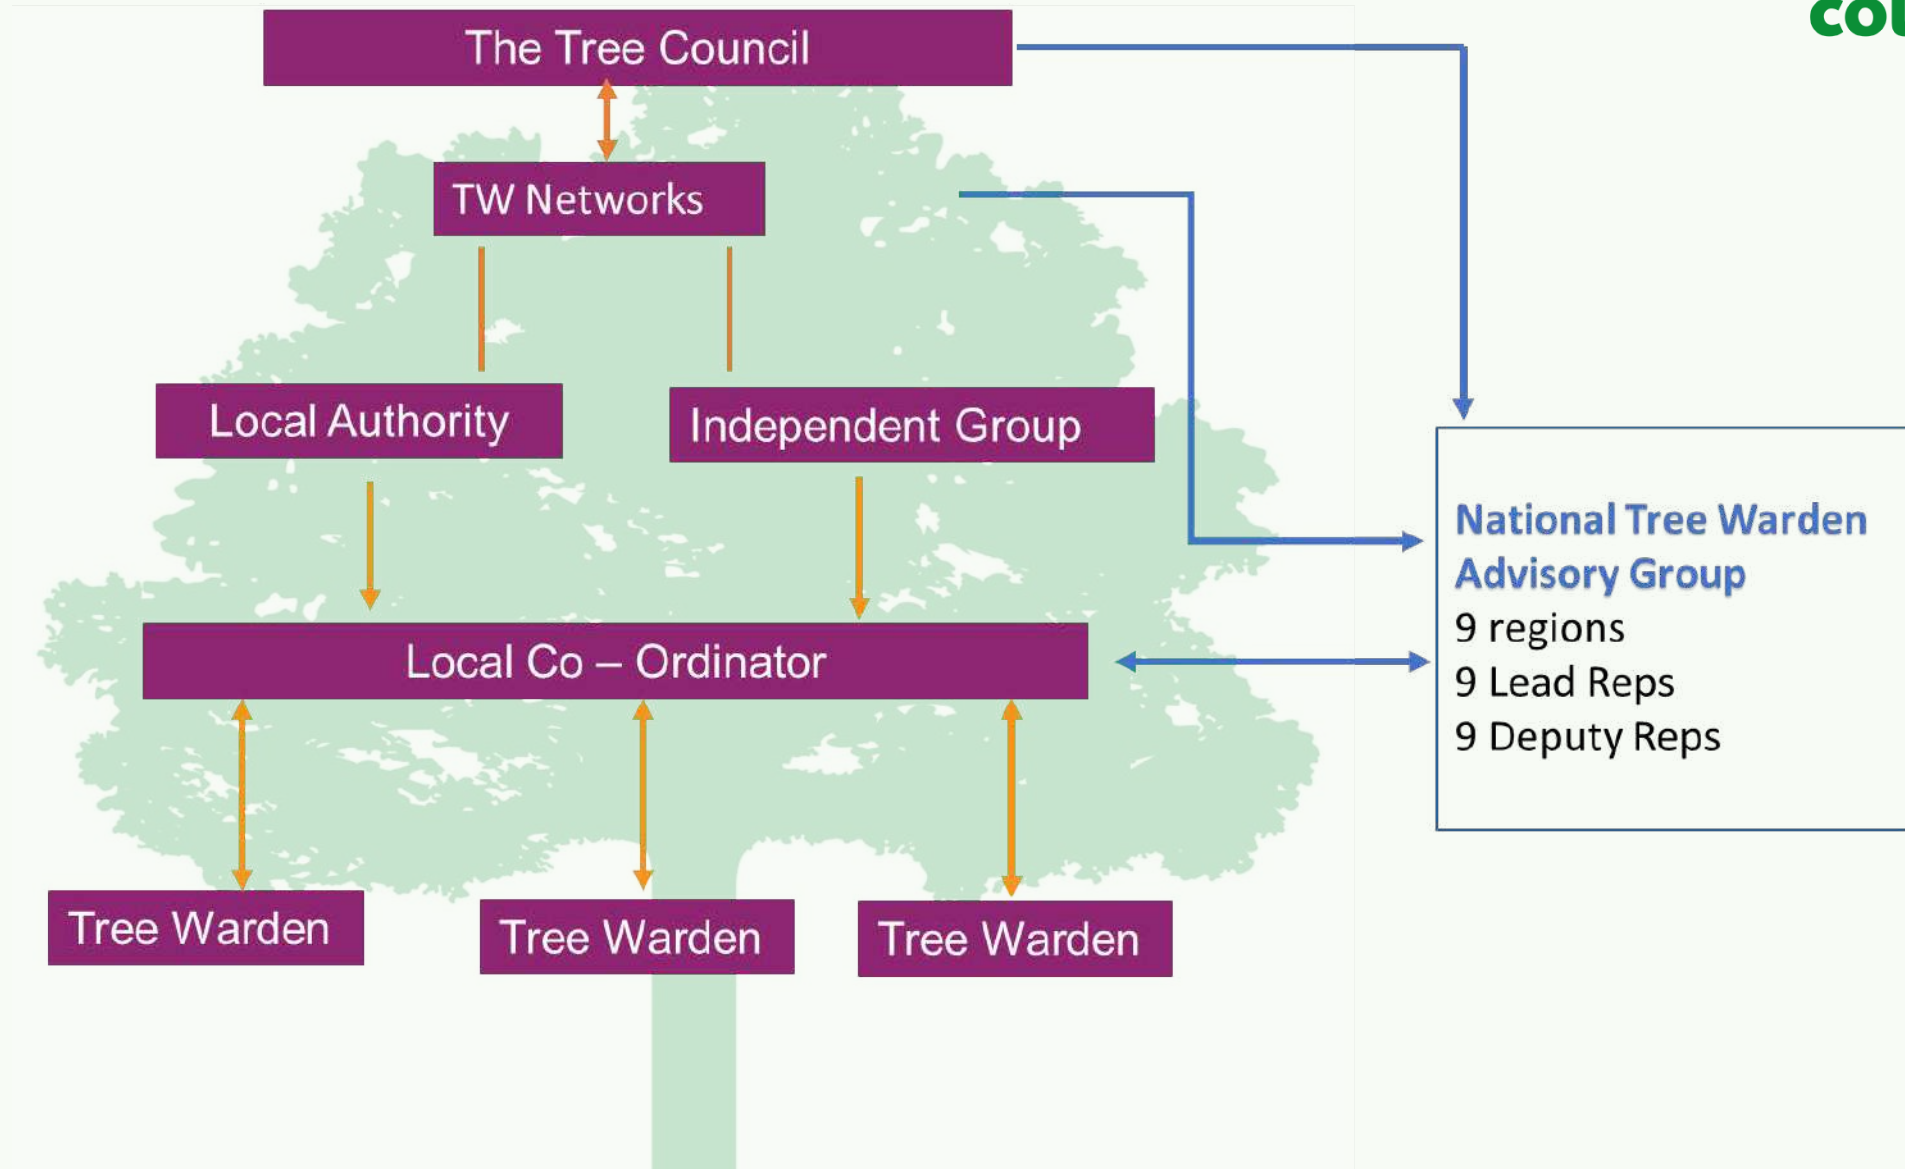 The Tree Council
TW Networks
Local Authority
Independent Group
National Tree Warden
Advisory Group
9 regions
9 Lead Reps
9 Deputy Reps
Local Co – Ordinator
Tree Warden
Tree Warden
Tree Warden